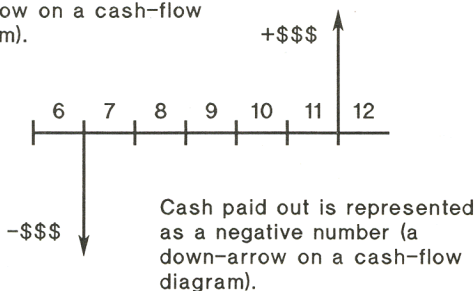 ow on a cash-flow
m).
+$$$
6 7 8 9 10 11 12
-$$$
Cash paid out is represented
as a negative number (a
down-arrow on a cash-flow
diagram).